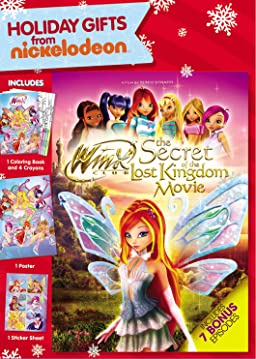 HOLIDAY GIFTS
from
nickelodeon
INCLUDES
1 Coloring Book
and 4 Crayons
1 Poster
1 Sticker Sheet
Winx
CLUB
the
Secret
of the
Lost Kingdom
Movie
INCLUDES
7 BONUS
EPISODES